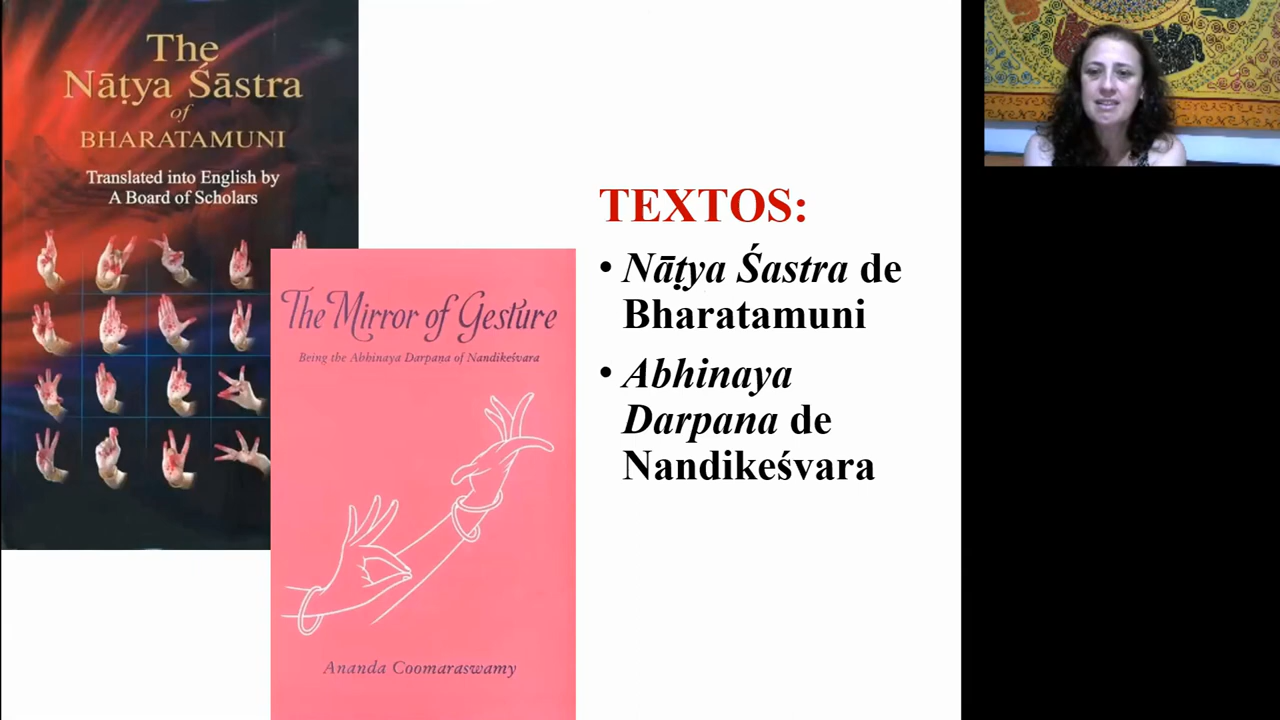 The
Nāṭya Śāstra
of
BHARATAMUNI
Translated into English by
A Board of Scholars
The Mirror of Gesture
Being the Abhinaya Darpaṇa of Nandikeśvara
Ananda Coomaraswamy
TEXTOS:
• Nāṭya Śastra de
Bharatamuni
• Abhinaya
Darpana de
Nandikeśvara